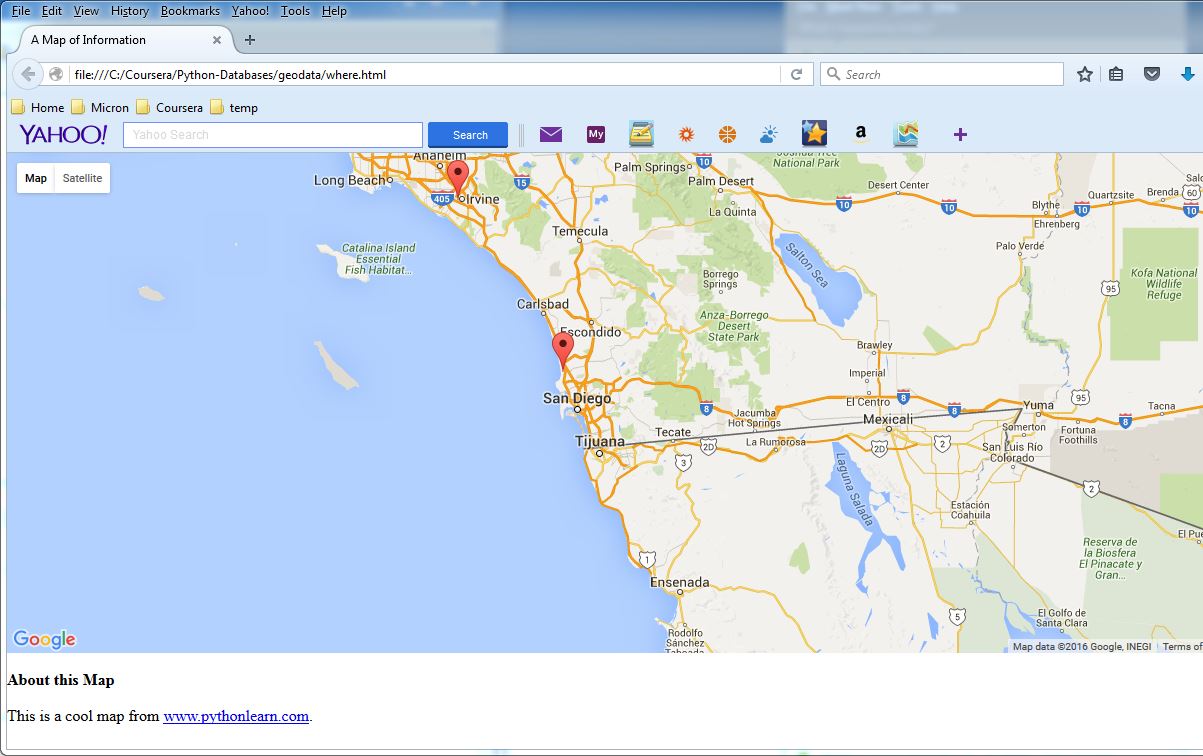 File Edit View History Bookmarks Yahoo! Tools Help
A Map of Information
file:///C:/Coursera/Python-Databases/geodata/where.html
Search
Home Micron Coursera temp
YAHOO! Yahoo Search Search My a
Map Satellite
Anaheim
Long Beach
405
Irvine
15
Palm Springs
10
Joshua Tree
National Park
Palm Desert
La Quinta
Desert Center
10
10
Quartzsite
Brenda
60
Blythe
10
10
Ehrenberg
Temecula
Catalina Island
Essential
Fish Habitat...
Salton Sea
Palo Verde
Borrego
Springs
95
Kofa National
Wildlife
Refuge
Carlsbad
Escondido
Anza-Borrego
Desert State
Park
Brawley
Imperial
El Centro
8
8
San Diego
8
Jacumba
Hot Springs
Yuma
95
Tacna
8
Mexicali
Somerton
Fortuna
Foothills
Tijuana
Tecate
2D
La Rumorosa
2D
2
San Luis Río
Colorado
3
2
Laguna
Salada
Estación
Coahuila
El Pu
1
Reserva de
la Biosfera
El Pinacate y
Gran...
Ensenada
5
El Golfo de
Santa Clara
Rodolfo
Sánchez
Taboada
Google
Map data ©2016 Google, INEGI Terms of
About this Map
This is a cool map from www.pythonlearn.com.